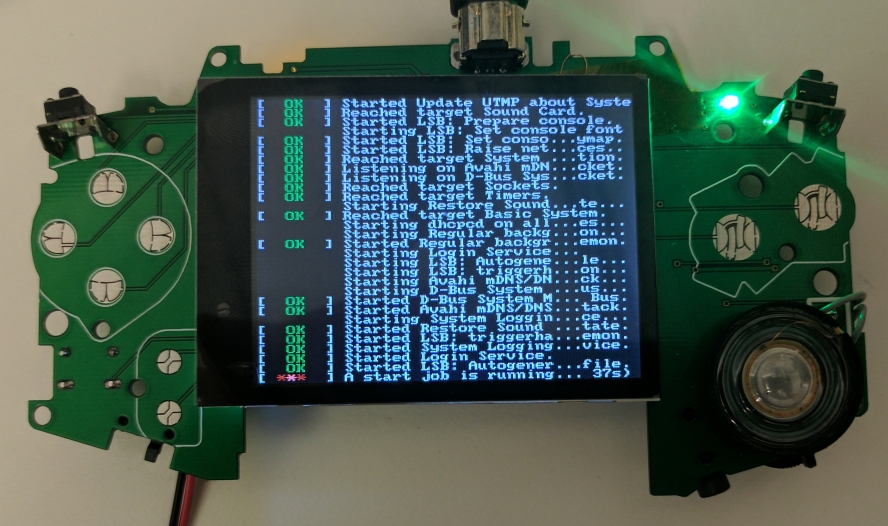 [ OK ] Started Update UTMP about Syste
[ OK ] Reached target Sound Card.
[ OK ] Started LSB: Prepare console.
Starting LSB: Set console font
[ OK ] Started LSB: Set conso...ymap.
[ OK ] Started LSB: Raise net...ces.
[ OK ] Reached target System ...tion.
[ OK ] Listening on Avahi mDN...cket.
[ OK ] Listening on D-Bus Sys...cket.
[ OK ] Reached target Sockets.
[ OK ] Reached target Timers.
Starting Restore Sound ...te...
[ OK ] Reached target Basic System.
Starting dhcpcd on all...es...
Starting Regular backg...on...
[ OK ] Started Regular backgr...emon.
Starting Login Service...
Starting LSB: Autogene...le...
Starting LSB: triggerh...on...
Starting Avahi mDNS/DN...ck...
Starting D-Bus System ...us...
[ OK ] Started D-Bus System M... Bus
[ OK ] Started Avahi mDNS/DNS...tack.
Starting System Logging...ce...
[ OK ] Started Restore Sound ...tate
[ OK ] Started LSB: triggerha...emon.
[ OK ] Started System Logging...vice.
[ OK ] Started Login Service.
[ OK ] Started LSB: Autogener...file.
[ *** ] A start job is running... 37s)